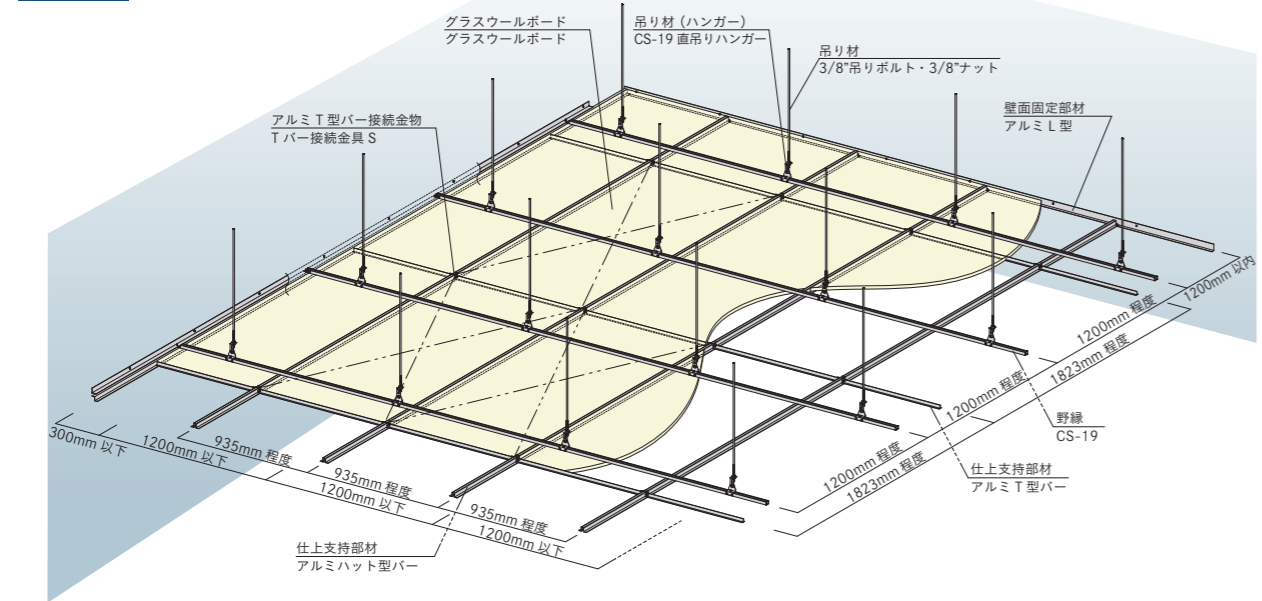 グラスウールボード
グラスウールボード
吊り材 (ハンガー)
CS-19 直吊りハンガー
吊り材
3/8”吊りボルト・3/8”ナット
壁面固定部材
アルミ L 型
アルミ T 型バー接続金物
T バー接続金具 S
300mm 以下
1200mm 以下
935mm 程度
935mm 程度
1200mm 以下
935mm 程度
1200mm 以下
1200mm 以内
1200mm 程度
1823mm 程度
1200mm 程度
1200mm 程度
1823mm 程度
野縁
CS-19
仕上支持部材
アルミ T 型バー
仕上支持部材
アルミハット型バー